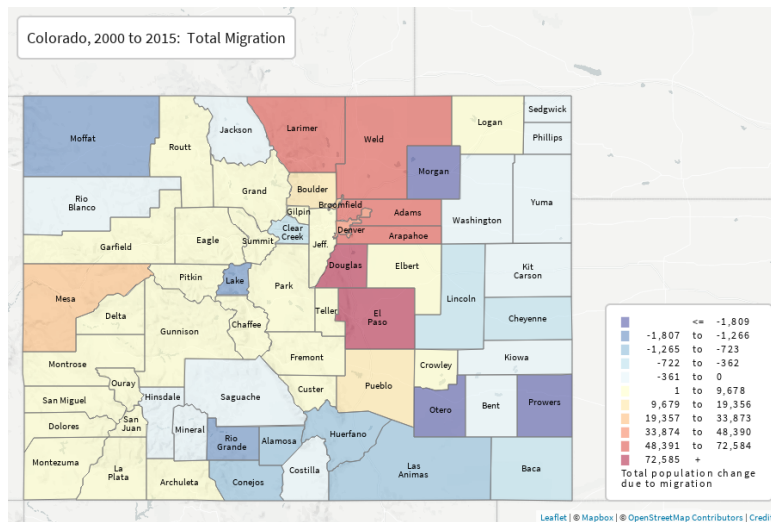 Colorado, 2000 to 2015: Total Migration
Sedgwick
Logan
Larimer
Jackson
Phillips
Moffat
Weld
Routt
Morgan
Grand
Boulder
Rio
Blanco
Yuma
Broomfield
Gilpin
Adams
Washington
Clear
Creek
Denver
Arapahoe
Eagle
Summit
Jeff.
Garfield
Kit
Carson
Douglas
Elbert
Pitkin
Lake
Park
Mesa
Lincoln
Cheyenne
Teller
El
Paso
Delta
Chaffee
Gunnison
Kiowa
Montrose
Fremont
Crowley
Ouray
Custer
Pueblo
San Miguel
Hinsdale
Saguache
Otero
Bent
Prowers
Dolores
San
Juan
Mineral
Huerfano
Rio
Grande
Alamosa
Montezuma
La
Plata
Costilla
Las
Animas
Baca
Archuleta
Conejos
<= -1,809
-1,807 to -1,266
-1,265 to -723
-722 to -362
-361 to 0
1 to 9,678
9,679 to 19,356
19,357 to 33,873
33,874 to 48,390
48,391 to 72,584
72,585 +
Total population change
due to migration
Leaflet | © Mapbox | © OpenStreetMap Contributors | Credit